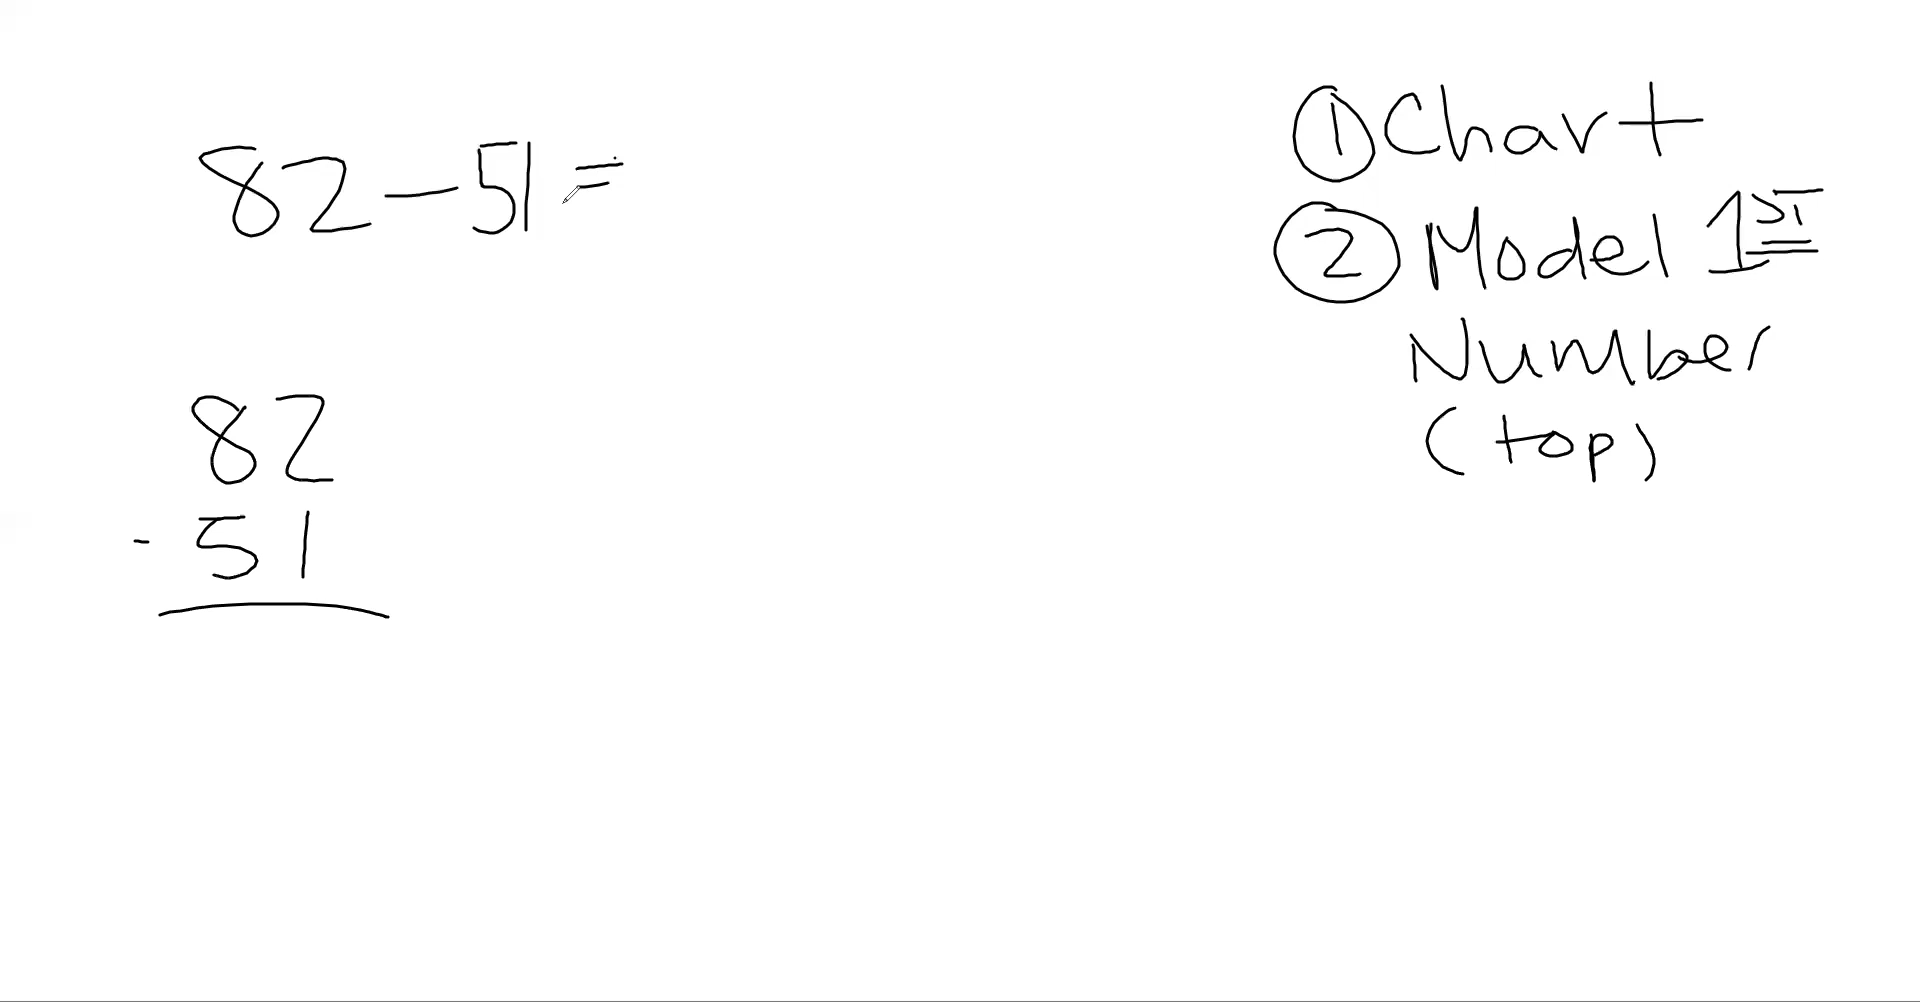 82-51=
82
- 51
① Chart
② Model 1ST
Number
(top)